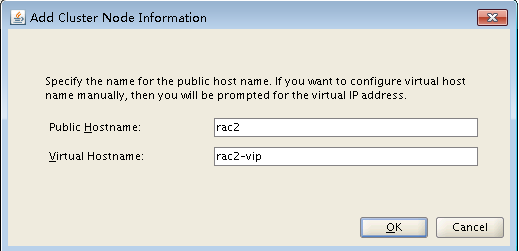 Add Cluster Node Information
Specify the name for the public host name. If you want to configure virtual host
name manually, then you will be prompted for the virtual IP address.
Public Hostname: rac2
Virtual Hostname: rac2-vip
OK Cancel